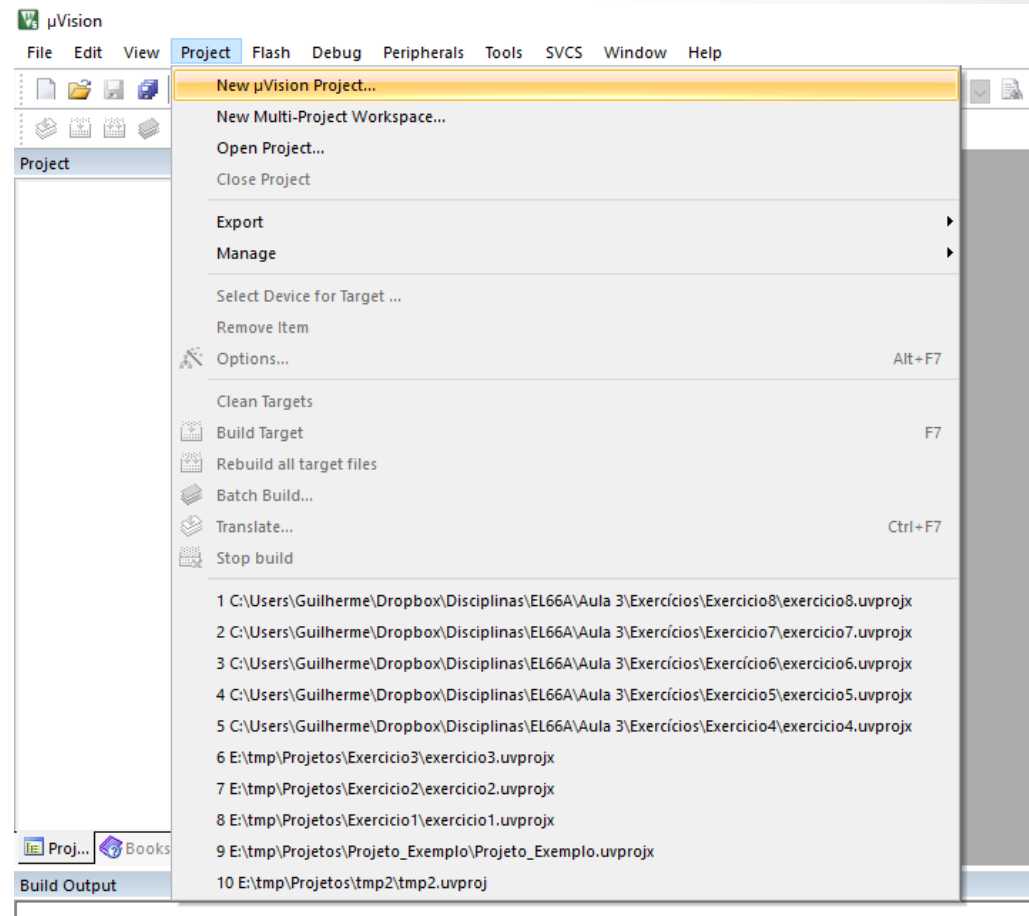 µVision
File Edit View Project Flash Debug Peripherals Tools SVCS Window Help
New µVision Project...
New Multi-Project Workspace...
Project
Open Project...
Close Project
Export
Manage
Select Device for Target ...
Remove Item
Options... Alt+F7
Clean Targets
Build Target F7
Rebuild all target files
Batch Build...
Translate... Ctrl+F7
Stop build
1 C:\Users\Guilherme\Dropbox\Disciplinas\EL66A\Aula 3\Exercícios\Exercicio8\exercicio8.uvprojx
2 C:\Users\Guilherme\Dropbox\Disciplinas\EL66A\Aula 3\Exercícios\Exercicio7\exercicio7.uvprojx
3 C:\Users\Guilherme\Dropbox\Disciplinas\EL66A\Aula 3\Exercícios\Exercício6\exercicio6.uvprojx
4 C:\Users\Guilherme\Dropbox\Disciplinas\EL66A\Aula 3\Exercícios\Exercicio5\exercicio5.uvprojx
5 C:\Users\Guilherme\Dropbox\Disciplinas\EL66A\Aula 3\Exercícios\Exercicio4\exercicio4.uvprojx
6 E:\tmp\Projetos\Exercicio3\exercicio3.uvprojx
7 E:\tmp\Projetos\Exercicio2\exercicio2.uvprojx
8 E:\tmp\Projetos\Exercicio1\exercicio1.uvprojx
9 E:\tmp\Projetos\Projeto_Exemplo\Projeto_Exemplo.uvprojx
10 E:\tmp\Projetos\tmp2\tmp2.uvproj
Proj... Books
Build Output